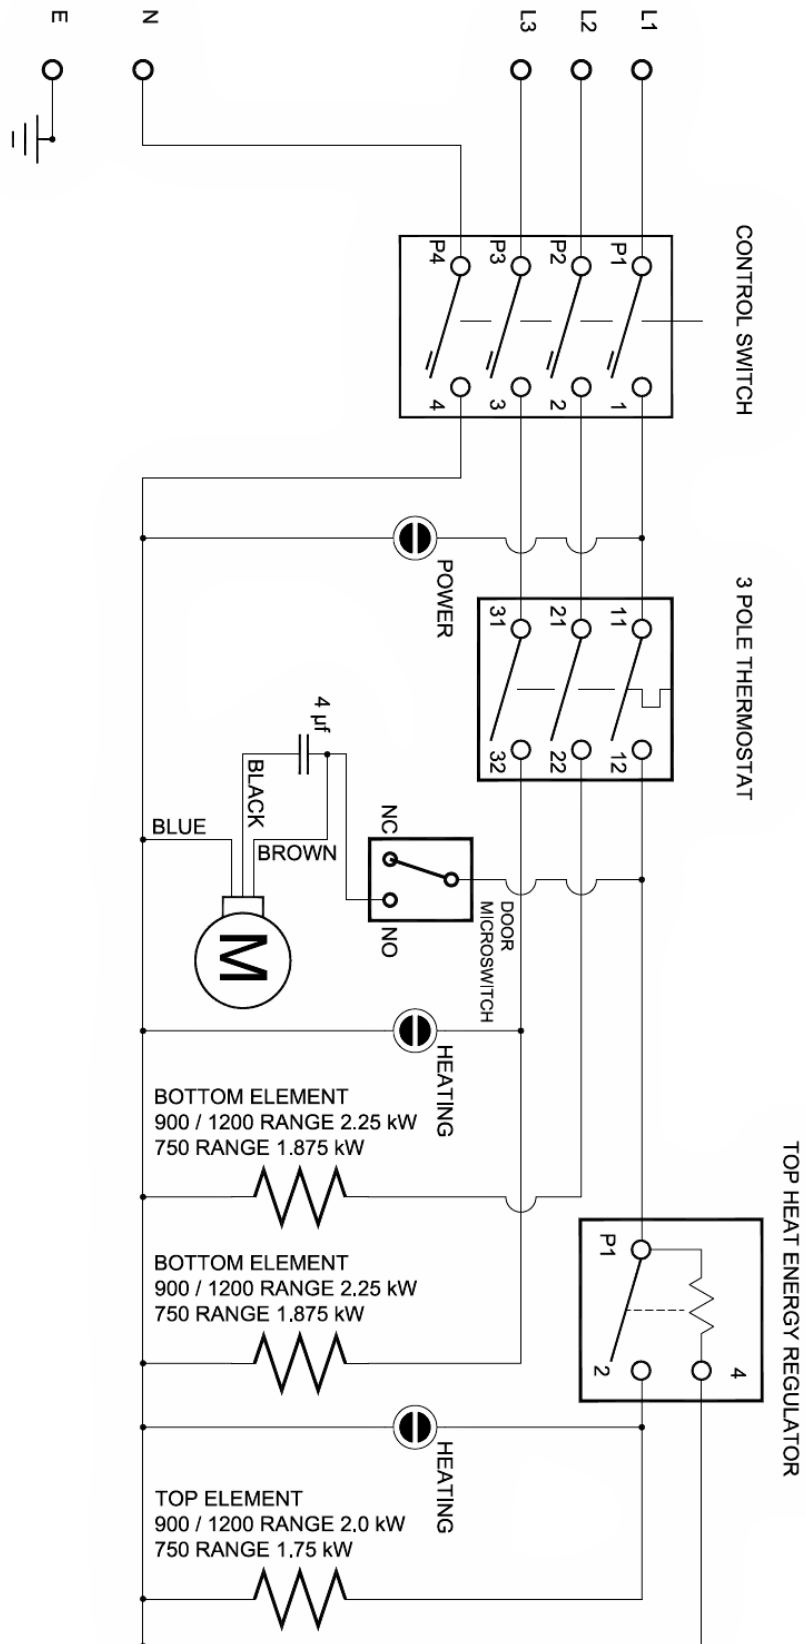 E
N
L3
L2
L1
CONTROL SWITCH
P4
P3
P2
P1
4
3
2
1
POWER
3 POLE THERMOSTAT
31
21
11
32
22
12
4 µf
BLACK
BLUE
BROWN
NC
NO
DOOR
MICROSWITCH
M
HEATING
BOTTOM ELEMENT
900 / 1200 RANGE 2.25 kW
750 RANGE 1.875 kW
TOP HEAT ENERGY REGULATOR
P1
2
4
BOTTOM ELEMENT
900 / 1200 RANGE 2.25 kW
750 RANGE 1.875 kW
HEATING
TOP ELEMENT
900 / 1200 RANGE 2.0 kW
750 RANGE 1.75 kW